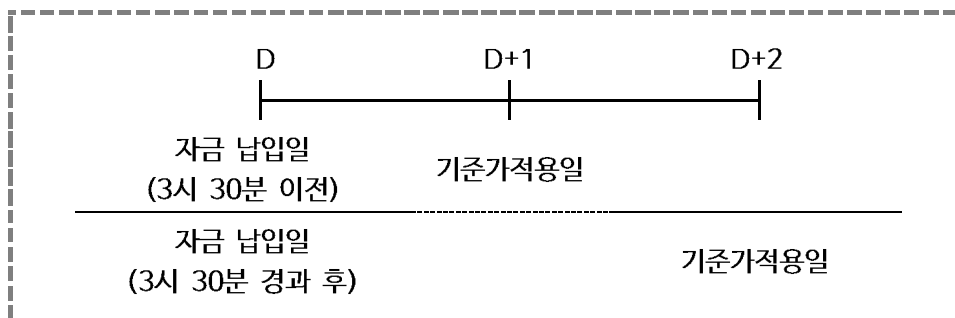 D D+1 D+2
자금 납입일
(3시 30분 이전)
기준가적용일
자금 납입일
(3시 30분 경과 후)
기준가적용일